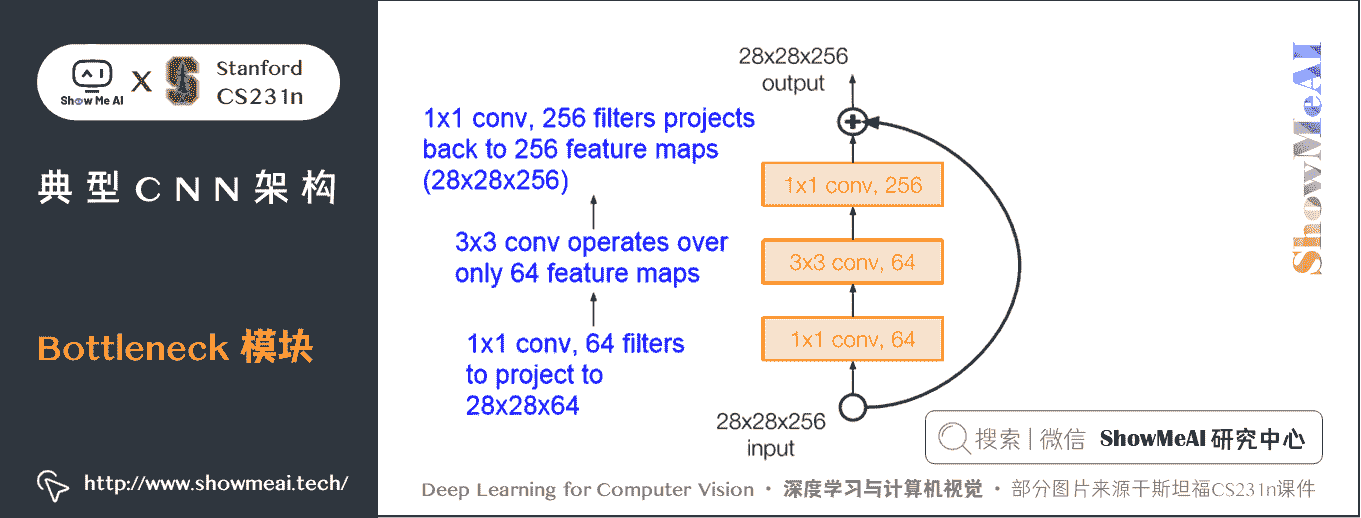 Show Me AI
X
Stanford
CS231n
典型CNN架构
Bottleneck 模块
http://www.showmeai.tech/
1x1 conv, 256 filters projects
back to 256 feature maps
(28x28x256)
3x3 conv operates over
only 64 feature maps
1x1 conv, 64 filters
to project to
28x28x64
28x28x256
output
1x1 conv, 256
3x3 conv, 64
1x1 conv, 64
28x28x256
input
ShowMeAI
搜索 | 微信 ShowMeAI 研究中心
Deep Learning for Computer Vision · 深度学习与计算机视觉 · 部分图片来源于斯坦福CS231n课件